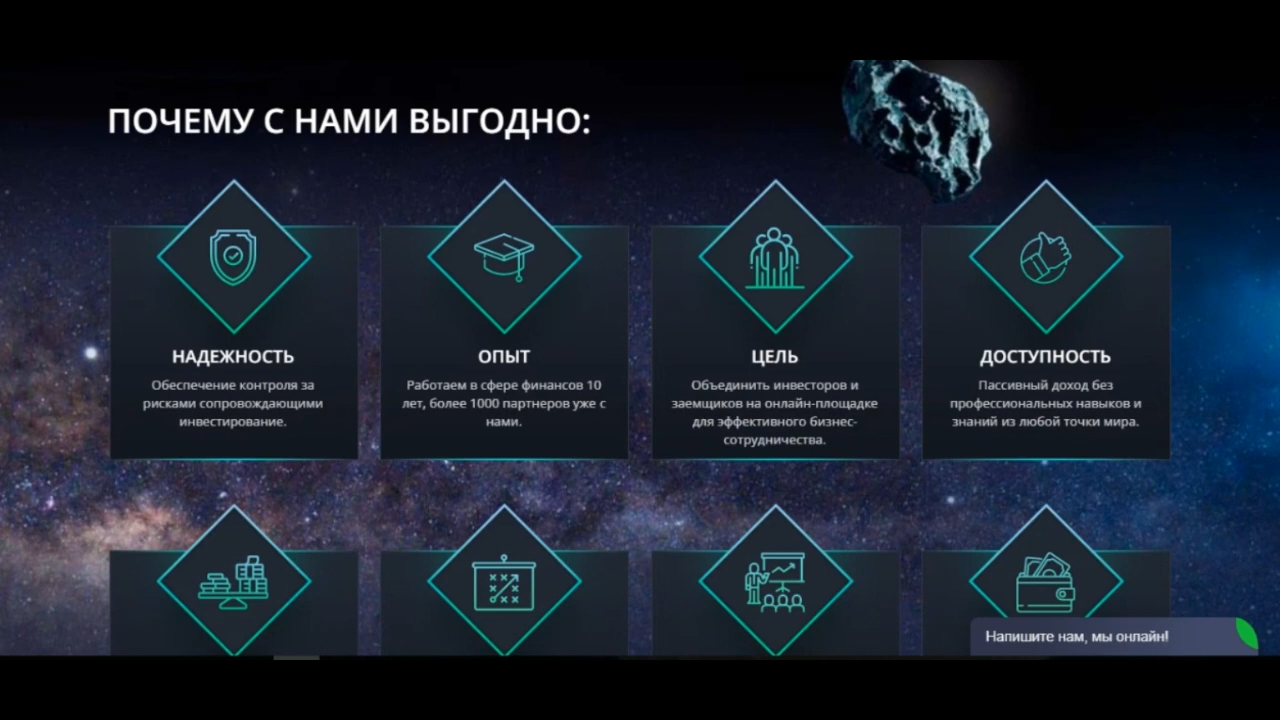 ПОЧЕМУ С НАМИ ВЫГОДНО:
НАДЕЖНОСТЬ
Обеспечение контроля за
рисками сопровождающими
инвестирование.
ОПЫТ
Работаем в сфере финансов 10
лет, более 1000 партнеров уже с
нами.
ЦЕЛЬ
Объединить инвесторов и
заемщиков на онлайн-площадке
для эффективного бизнес-
сотрудничества.
ДОСТУПНОСТЬ
Пассивный доход без
профессиональных навыков и
знаний из любой точки мира.
Напишите нам, мы онлайн!